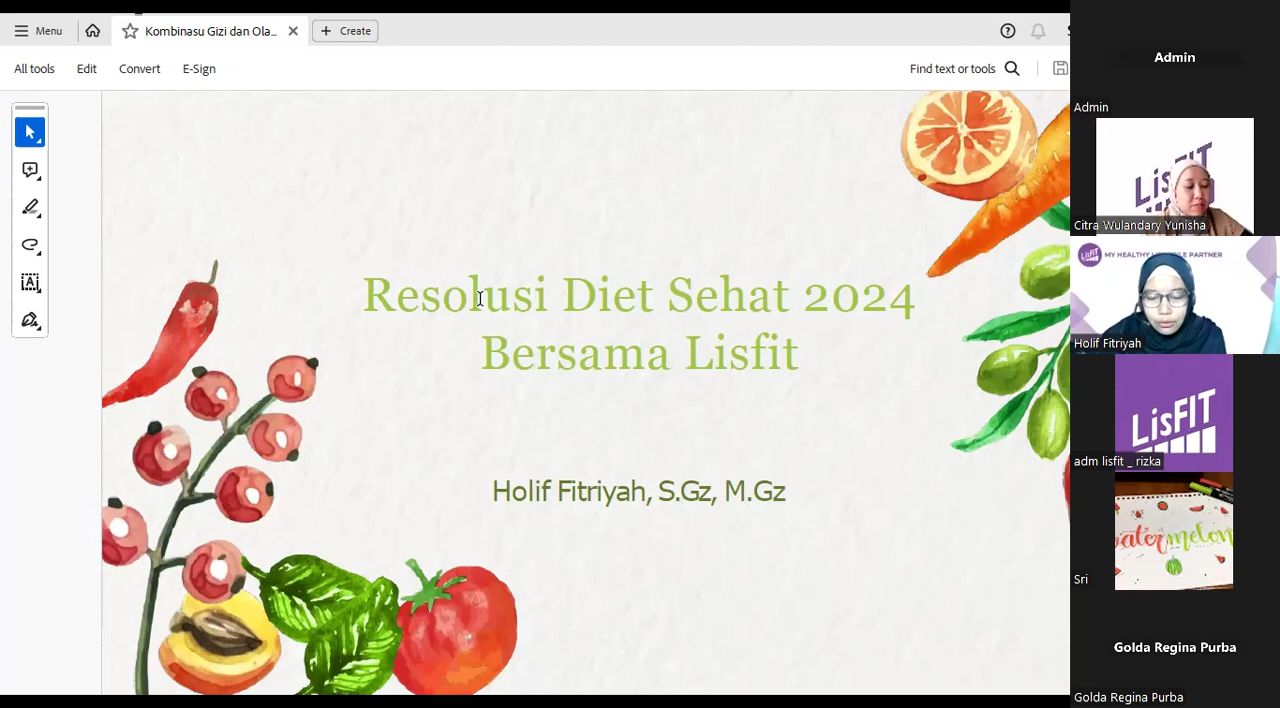 Menu
Kombinasu Gizi dan Ola...
Create
All tools
Edit
Convert
E-Sign
Find text or tools
Resolusi Diet Sehat 2024
Bersama Lisfit
Holif Fitriyah, S.Gz, M.Gz
Admin
Admin
LisFIT
Citra Wulandary Yunisha
LisFIT
MY HEALTHY LIFESTYLE PARTNER
Holif Fitriyah
LisFIT
adm lisfit _ rizka
watermelon
Sri
Golda Regina Purba
Golda Regina Purba